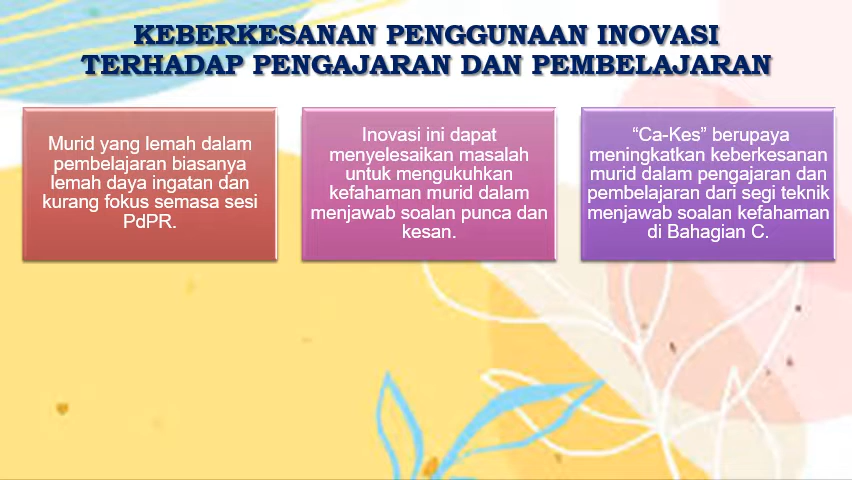 KEBERKESANAN PENGGUNAAN INOVASI
TERHADAP PENGAJARAN DAN PEMBELAJARAN
Murid yang lemah dalam
pembelajaran biasanya
lemah daya ingatan dan
kurang fokus semasa sesi
PdPR.
Inovasi ini dapat
menyelesaikan masalah
untuk mengukuhkan
kefahaman murid dalam
menjawab soalan punca dan
kesan.
“Ca-Kes” berupaya
meningkatkan keberkesanan
murid dalam pengajaran dan
pembelajaran dari segi teknik
menjawab soalan kefahaman
di Bahagian C.